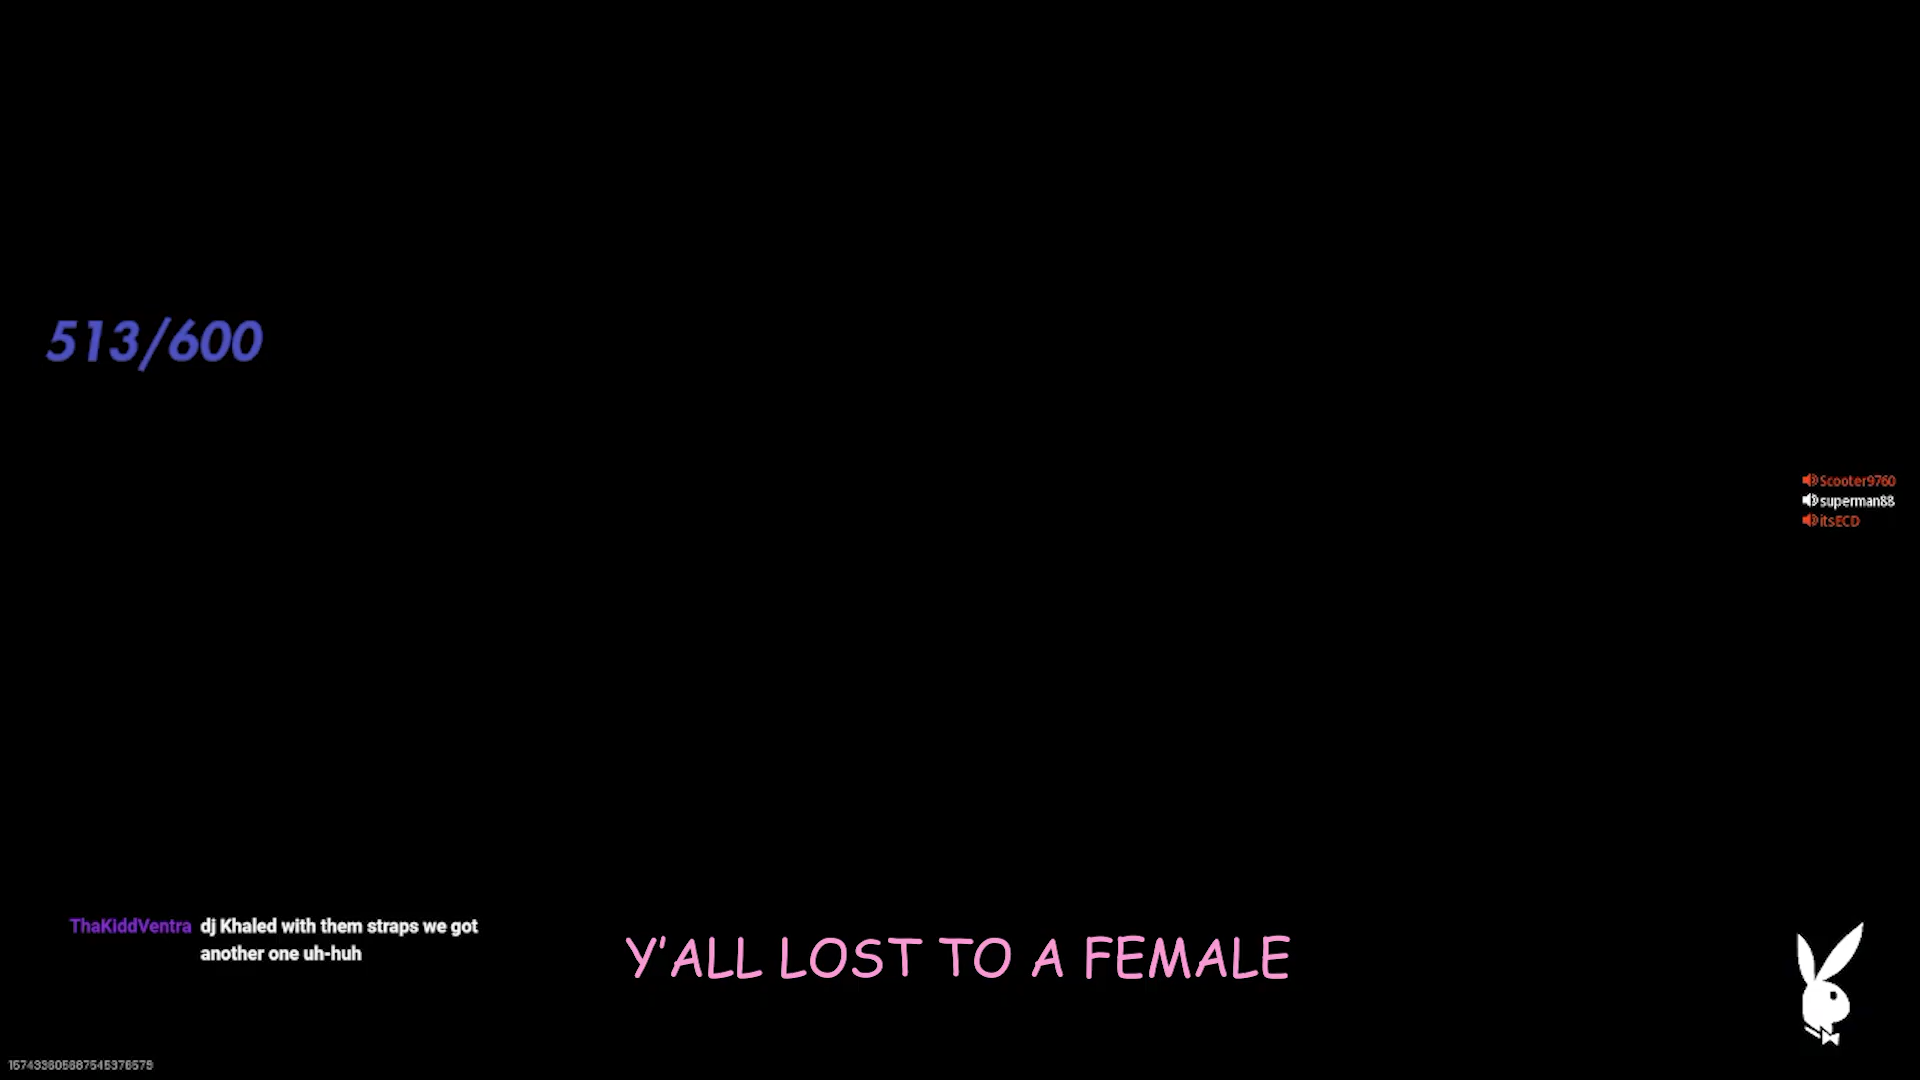 513/600
Scooter9760
superman88
itsECD
ThaKiddVentra dj Khaled with them straps we got
another one uh-huh
Y'ALL LOST TO A FEMALE